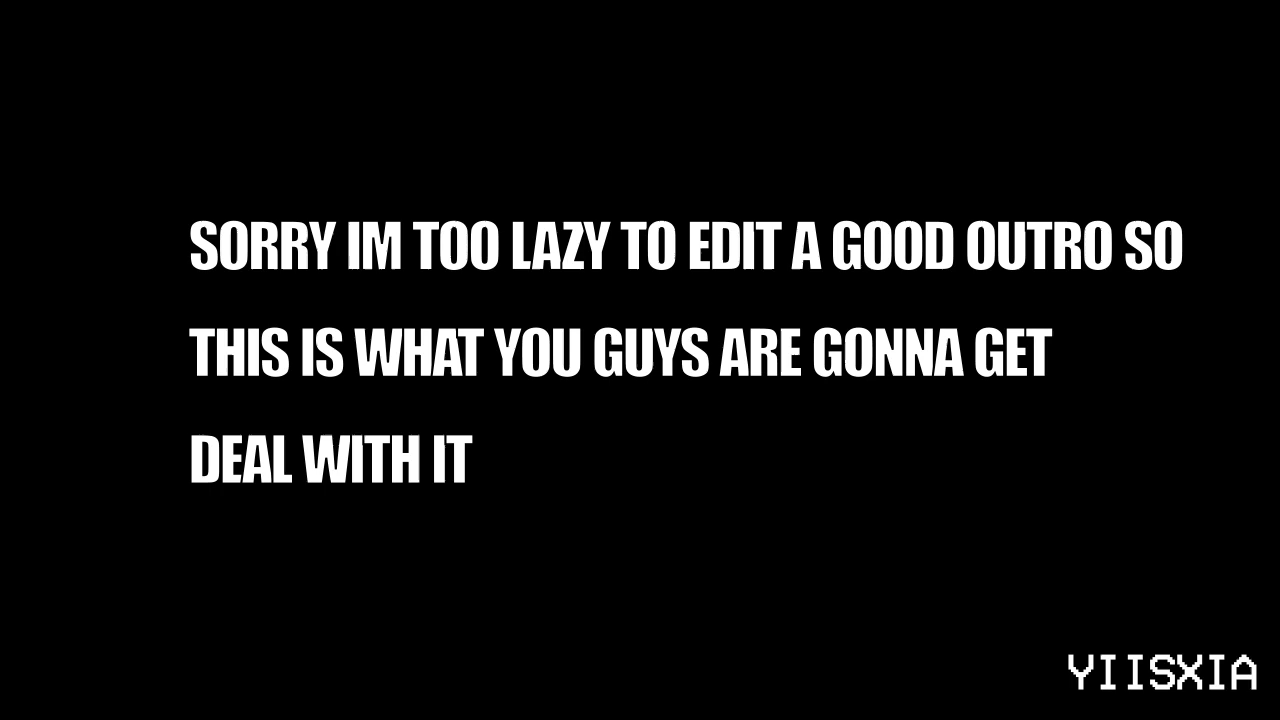 SORRY IM TOO LAZY TO EDIT A GOOD OUTRO SO
THIS IS WHAT YOU GUYS ARE GONNA GET
DEAL WITH IT
YIISXIA